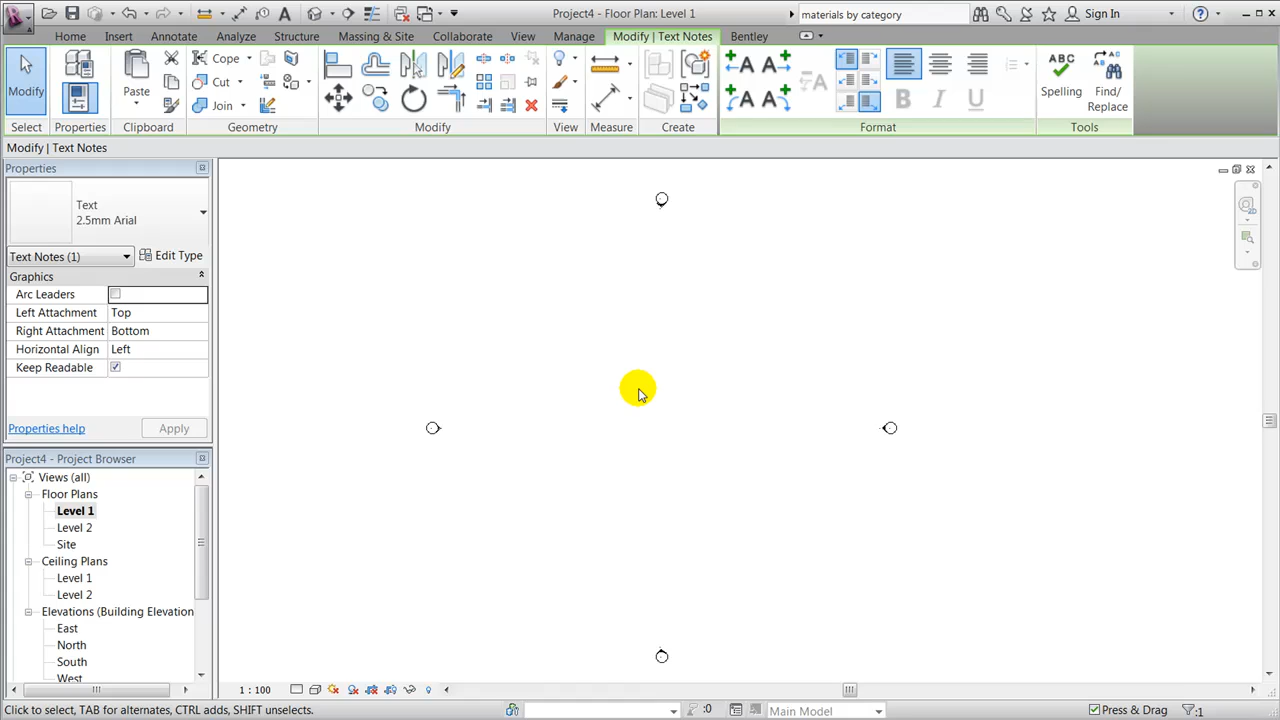 Project4 - Floor Plan: Level 1
materials by category
Sign In
Home Insert Annotate Analyze Structure Massing & Site Collaborate View Manage Modify | Text Notes Bentley
Modify
Paste
Cope
Cut
Join
ABC
Spelling
Find/
Replace
Select Properties Clipboard Geometry Modify View Measure Create Format Tools
Modify | Text Notes
Properties
Text
2.5mm Arial
Text Notes (1)
Edit Type
Graphics
Arc Leaders
Left Attachment Top
Right Attachment Bottom
Horizontal Align Left
Keep Readable
Properties help
Apply
Project4 - Project Browser
Views (all)
Floor Plans
Level 1
Level 2
Site
Ceiling Plans
Level 1
Level 2
Elevations (Building Elevation
East
North
South
West
1 : 100
Click to select, TAB for alternates, CTRL adds, SHIFT unselects.
:0
Main Model
Press & Drag
:1